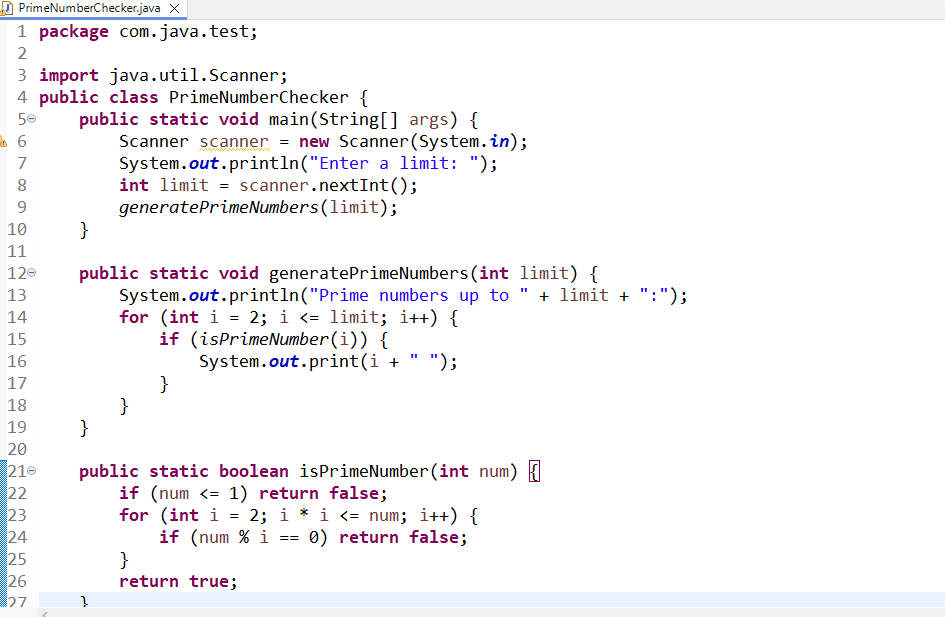 PrimeNumberChecker.java
1 package com.java.test;
2
3 import java.util.Scanner;
4 public class PrimeNumberChecker {
5     public static void main(String[] args) {
6         Scanner scanner = new Scanner(System.in);
7         System.out.println("Enter a limit: ");
8         int limit = scanner.nextInt();
9         generatePrimeNumbers(limit);
10     }
11
12     public static void generatePrimeNumbers(int limit) {
13         System.out.println("Prime numbers up to " + limit + ":");
14         for (int i = 2; i <= limit; i++) {
15             if (isPrimeNumber(i)) {
16                 System.out.print(i + " ");
17             }
18         }
19     }
20
21     public static boolean isPrimeNumber(int num) {
22         if (num <= 1) return false;
23         for (int i = 2; i * i <= num; i++) {
24             if (num % i == 0) return false;
25         }
26         return true;
27     }